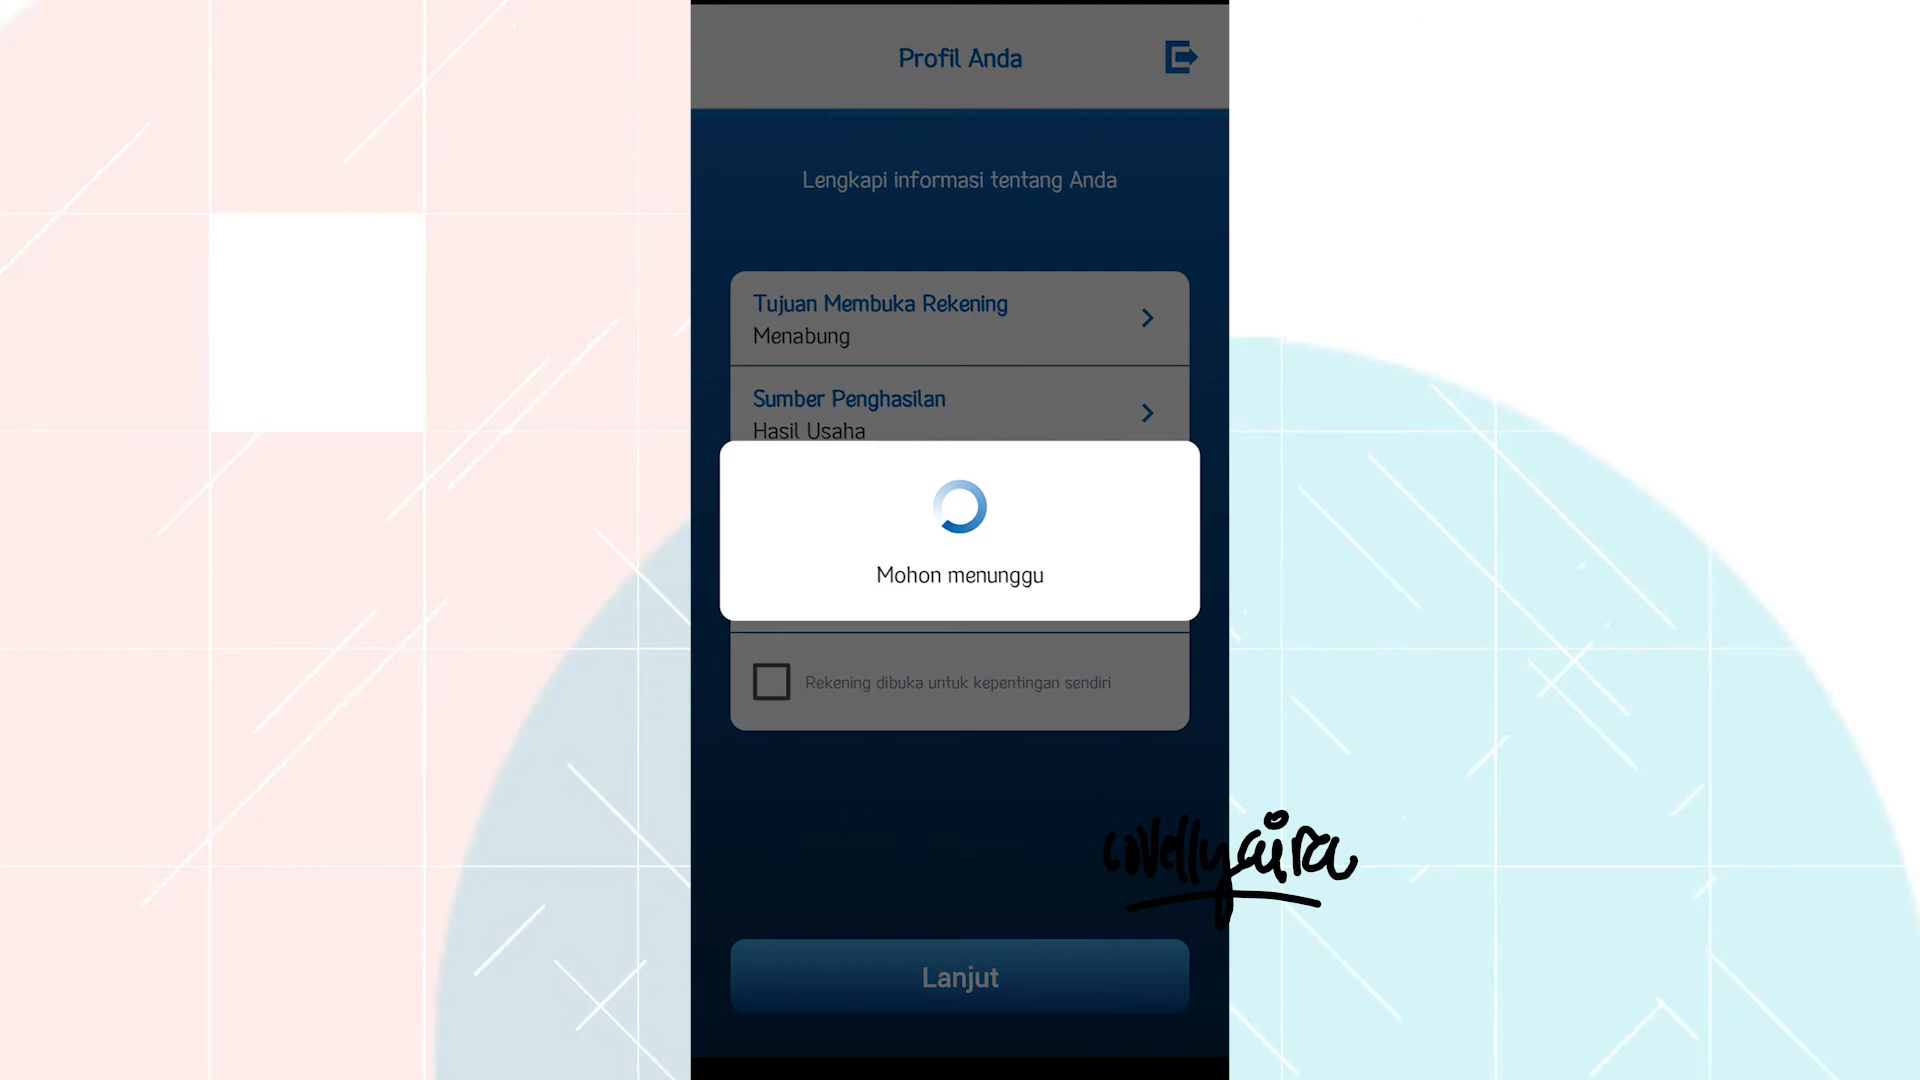 Profil Anda
Lengkapi informasi tentang Anda
Tujuan Membuka Rekening
Menabung
Sumber Penghasilan
Hasil Usaha
Mohon menunggu
Rekening dibuka untuk kepentingan sendiri
covellyaira
Lanjut